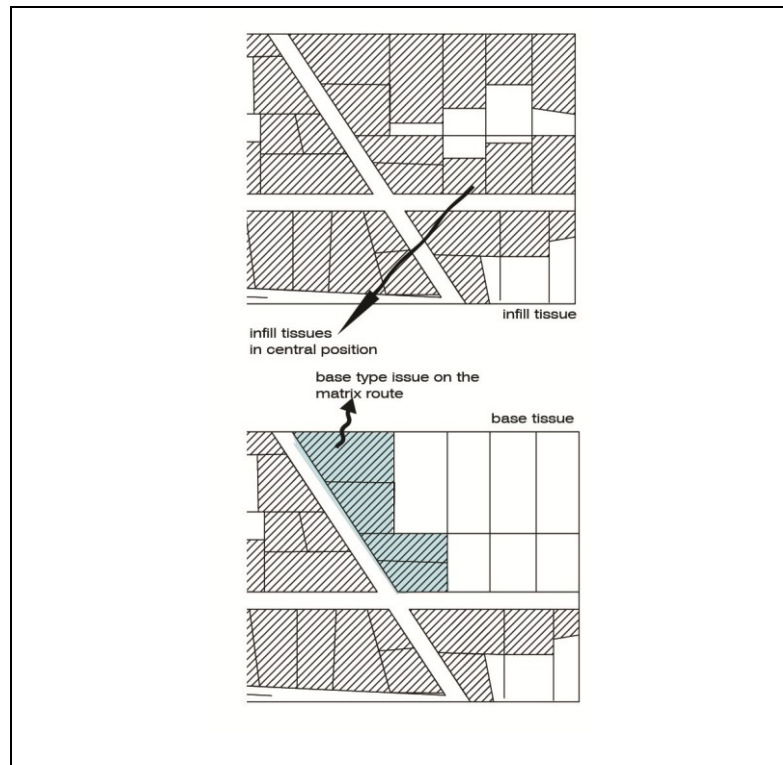 infill tissue
infill tissues
in central position
base type issue on the
matrix route
base tissue